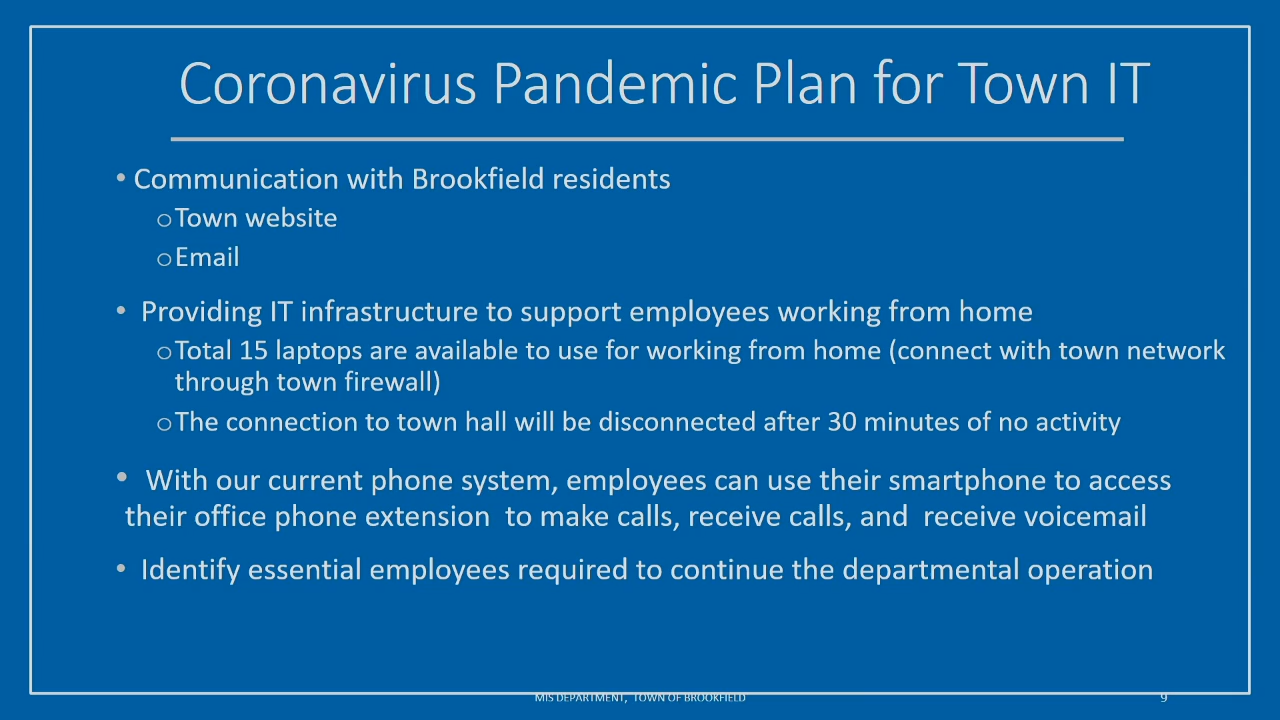 Coronavirus Pandemic Plan for Town IT
• Communication with Brookfield residents
o Town website
o Email
• Providing IT infrastructure to support employees working from home
o Total 15 laptops are available to use for working from home (connect with town network
through town firewall)
o The connection to town hall will be disconnected after 30 minutes of no activity
• With our current phone system, employees can use their smartphone to access
their office phone extension to make calls, receive calls, and receive voicemail
• Identify essential employees required to continue the departmental operation
MIS DEPARTMENT, TOWN OF BROOKFIELD
9